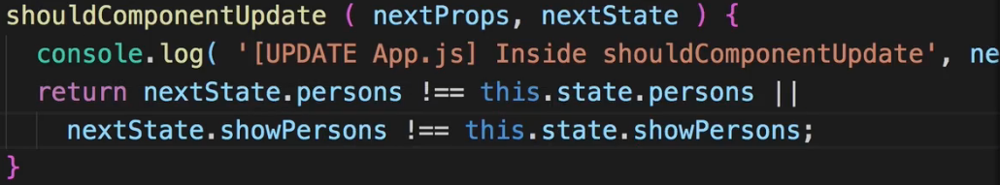 shouldComponentUpdate ( nextProps, nextState ) {
console.log( '[UPDATE App.js] Inside shouldComponentUpdate', ne
return nextState.persons !== this.state.persons ||
nextState.showPersons !== this.state.showPersons;
}